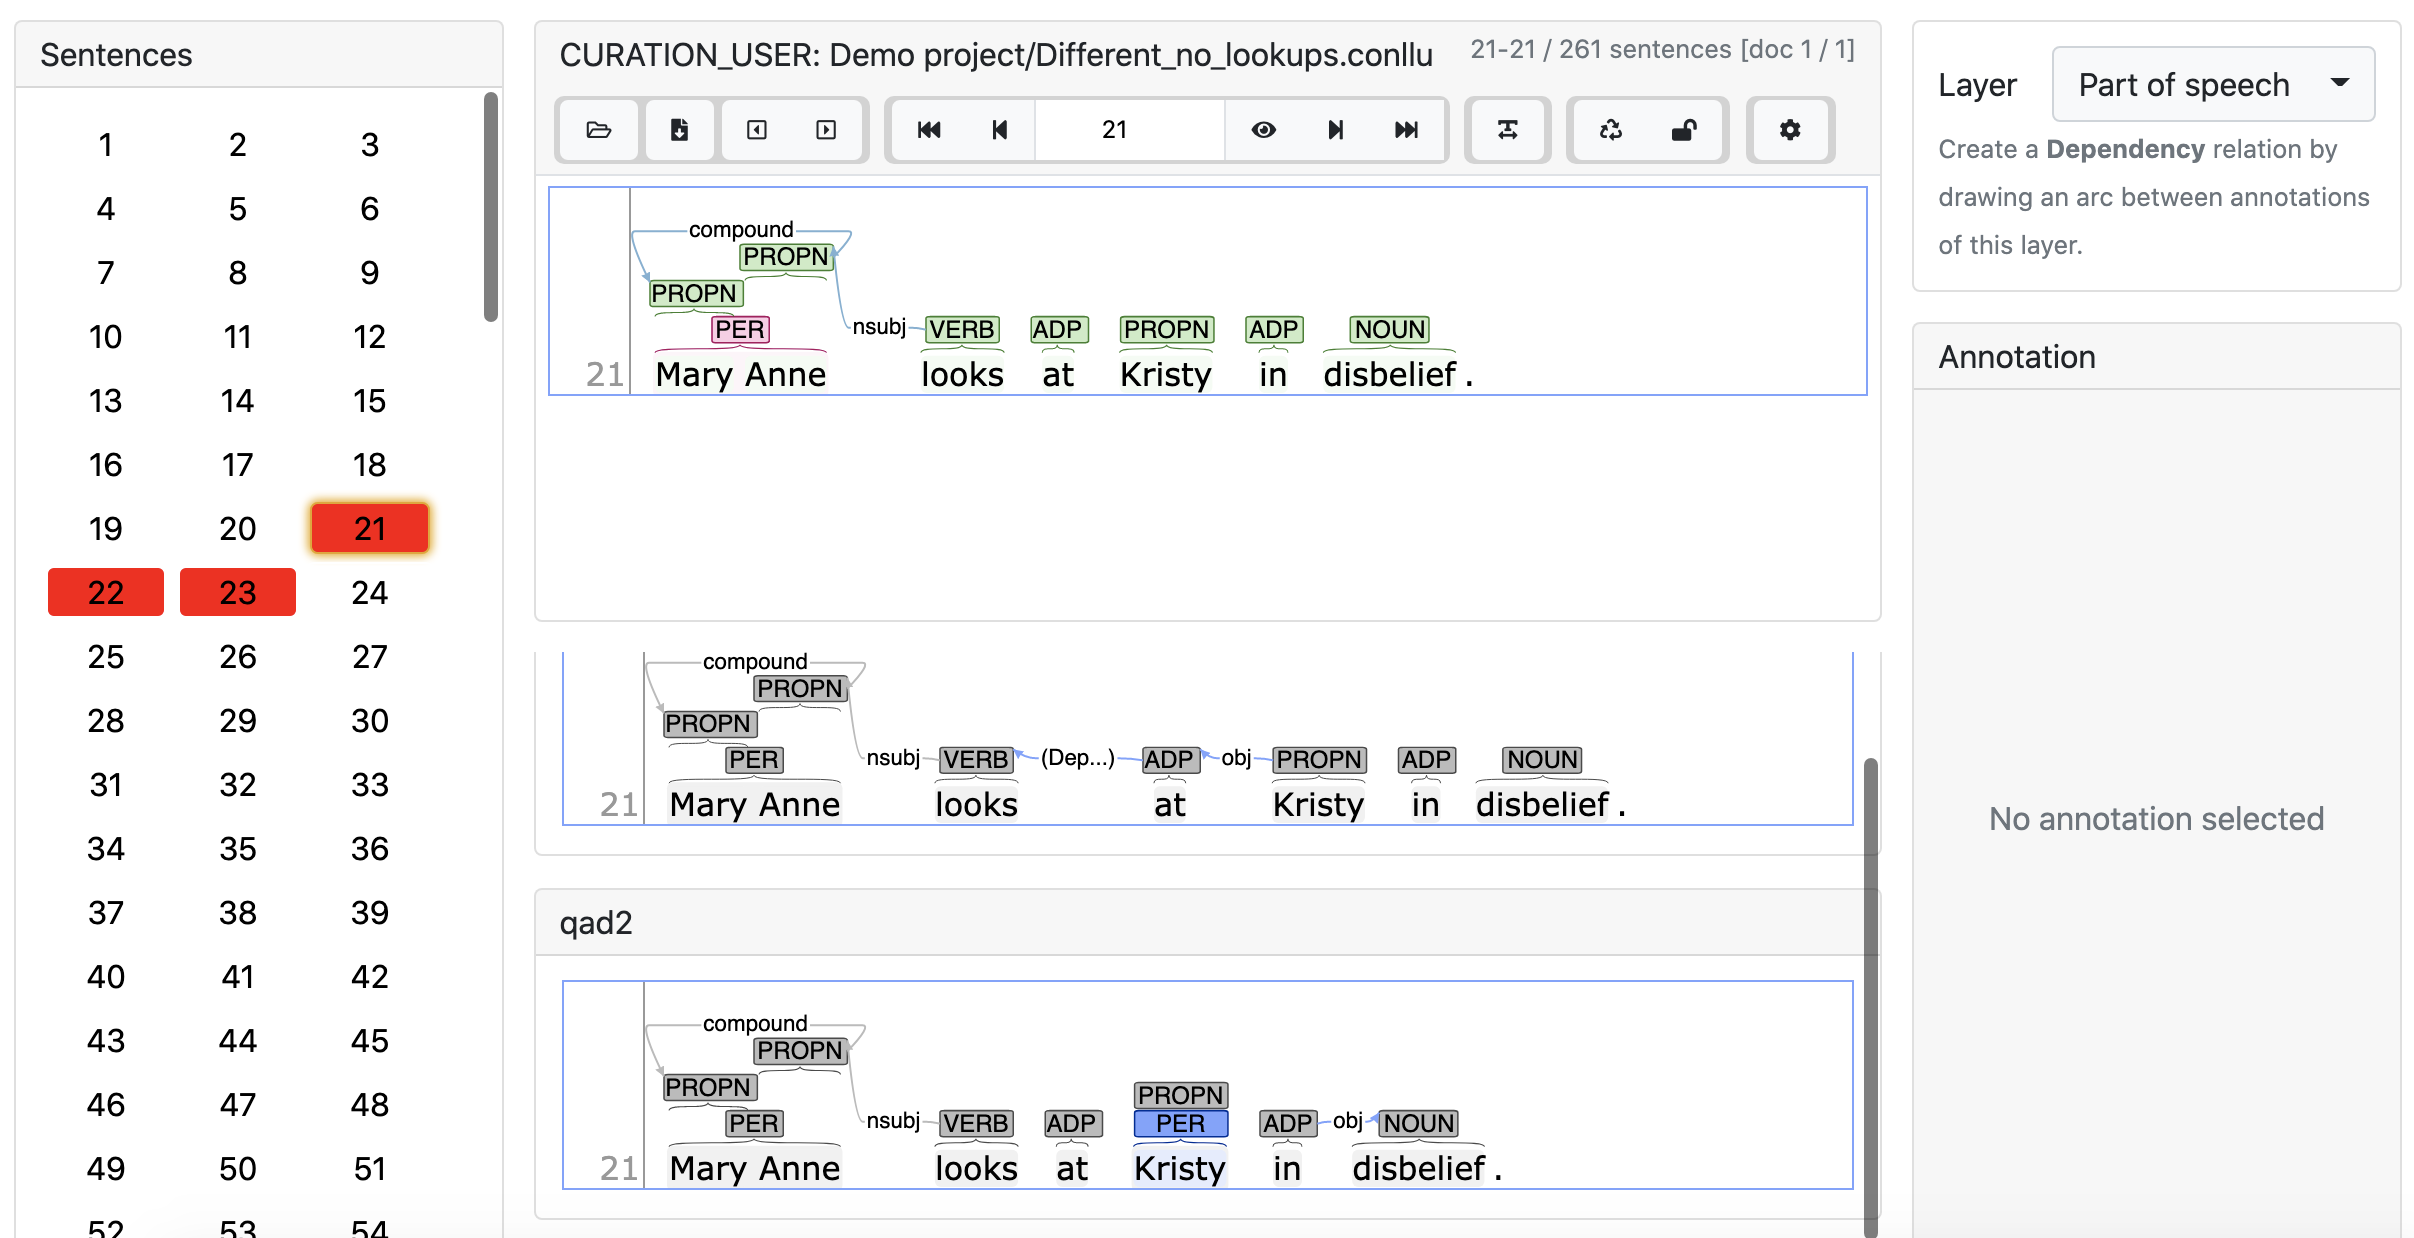 Sentences
1 2 3
4 5 6
7 8 9
10 11 12
13 14 15
16 17 18
19 20 21
22 23 24
25 26 27
28 29 30
31 32 33
34 35 36
37 38 39
40 41 42
43 44 45
46 47 48
49 50 51
52 53 54
CURATION_USER: Demo project/Different_no_lookups.conllu
21-21 / 261 sentences [doc 1 / 1]
21
compound
PROPN
PROPN
PER nsubj VERB ADP PROPN ADP NOUN
21 Mary Anne looks at Kristy in disbelief .
compound
PROPN
PROPN
PER nsubj VERB (Dep...) ADP obj PROPN ADP NOUN
21 Mary Anne looks at Kristy in disbelief .
qad2
compound
PROPN
PROPN PROPN
PER nsubj VERB ADP PER ADP obj NOUN
21 Mary Anne looks at Kristy in disbelief .
Layer Part of speech
Create a Dependency relation by
drawing an arc between annotations
of this layer.
Annotation
No annotation selected